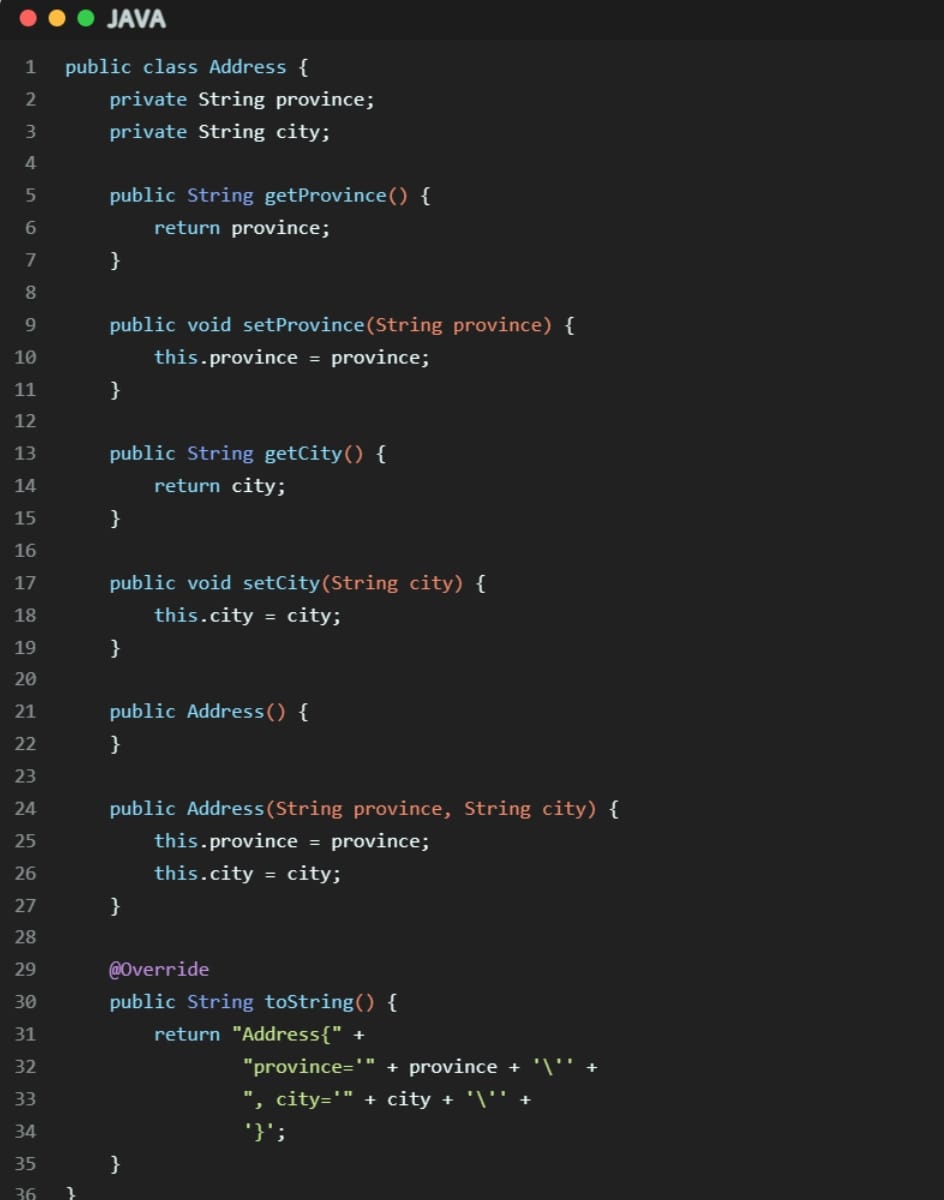 JAVA
1 public class Address {
2     private String province;
3     private String city;
4
5     public String getProvince() {
6         return province;
7     }
8
9     public void setProvince(String province) {
10         this.province = province;
11     }
12
13     public String getCity() {
14         return city;
15     }
16
17     public void setCity(String city) {
18         this.city = city;
19     }
20
21     public Address() {
22     }
23
24     public Address(String province, String city) {
25         this.province = province;
26         this.city = city;
27     }
28
29     @Override
30     public String toString() {
31         return "Address{" +
32                 "province='" + province + '\'' +
33                 ", city='" + city + '\'' +
34                 '}';
35     }
36 }